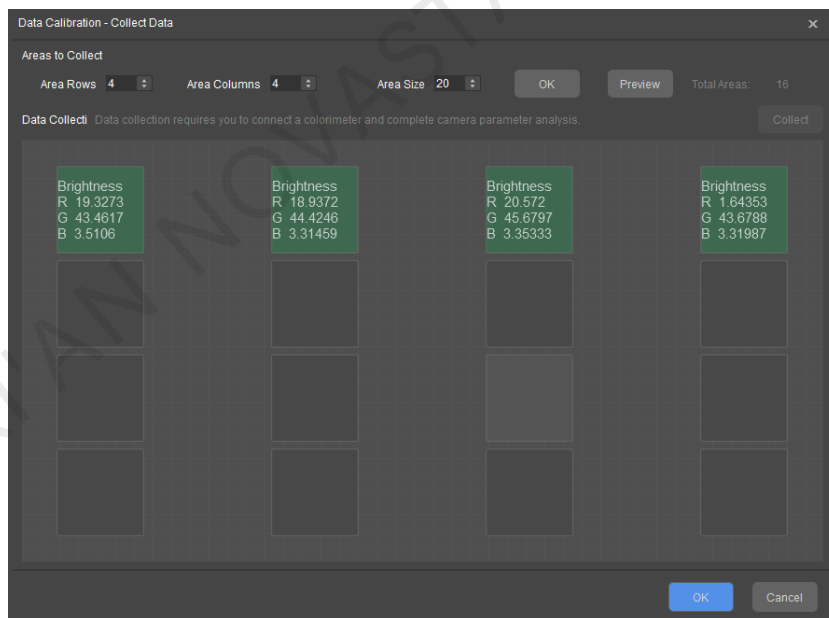 Data Calibration - Collect Data
Areas to Collect
Area Rows 4 Area Columns 4 Area Size 20 OK Preview Total Areas: 16
Data Collecti Data collection requires you to connect a colorimeter and complete camera parameter analysis. Collect
Brightness Brightness Brightness Brightness
R 19.3273 R 18.9372 R 20.572 R 1.64353
G 43.4617 G 44.4246 G 45.6797 G 43.6788
B 3.5106 B 3.31459 B 3.35333 B 3.31987
OK Cancel
NOVASTA